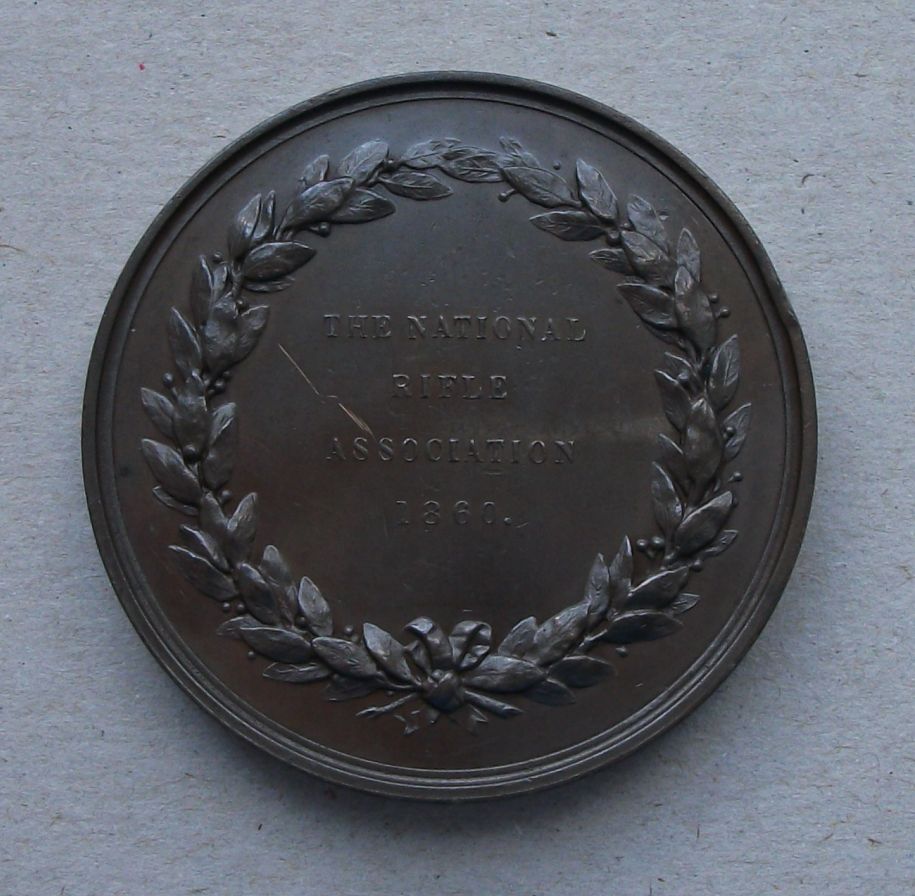 THE NATIONAL
RIFLE
ASSOCIATION
1860.